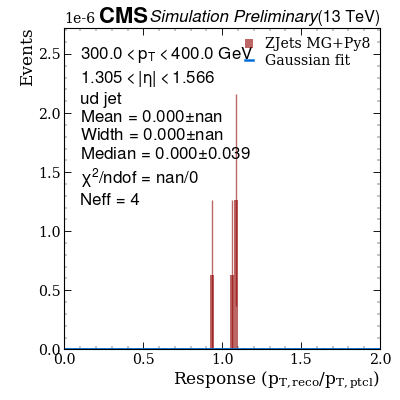 1e-6 CMS Simulation Preliminary (13 TeV)
Events
300.0 < pT < 400.0 GeV
1.305 < |η| < 1.566
ud jet
Mean = 0.000±nan
Width = 0.000±nan
Median = 0.000±0.039
χ²/ndof = nan/0
Neff = 4
ZJets MG+Py8
Gaussian fit
2.5
2.0
1.5
1.0
0.5
0.0
0.0 0.5 1.0 1.5 2.0
Response (pT,reco/pT,ptcl)